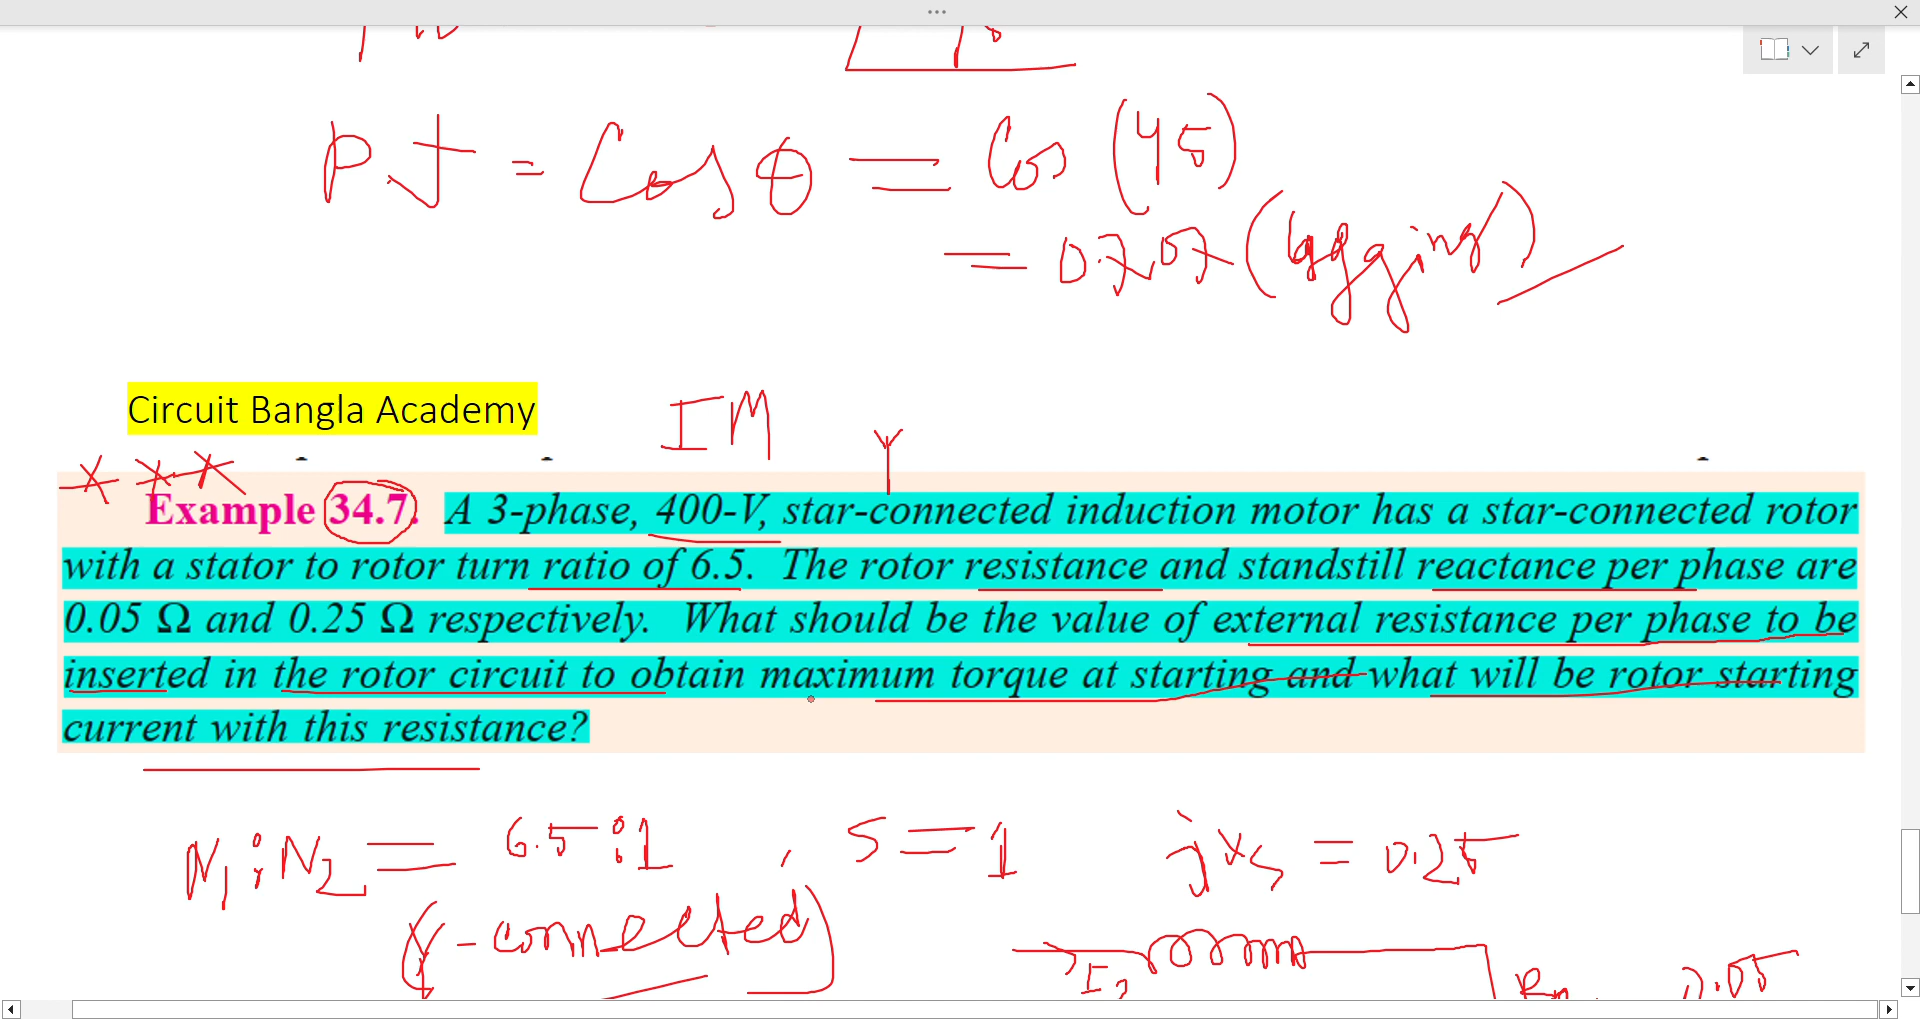 P.f = Cos θ = Cos (45)
= 0.707 (lagging)
Circuit Bangla Academy
IM
Y
Example 34.7. A 3-phase, 400-V, star-connected induction motor has a star-connected rotor
with a stator to rotor turn ratio of 6.5. The rotor resistance and standstill reactance per phase are
0.05 Ω and 0.25 Ω respectively. What should be the value of external resistance per phase to be
inserted in the rotor circuit to obtain maximum torque at starting and what will be rotor starting
current with this resistance?
N1 : N2 = 6.5 : 1 , S = 1 jXs = 0.25
(Y - connected)
I2